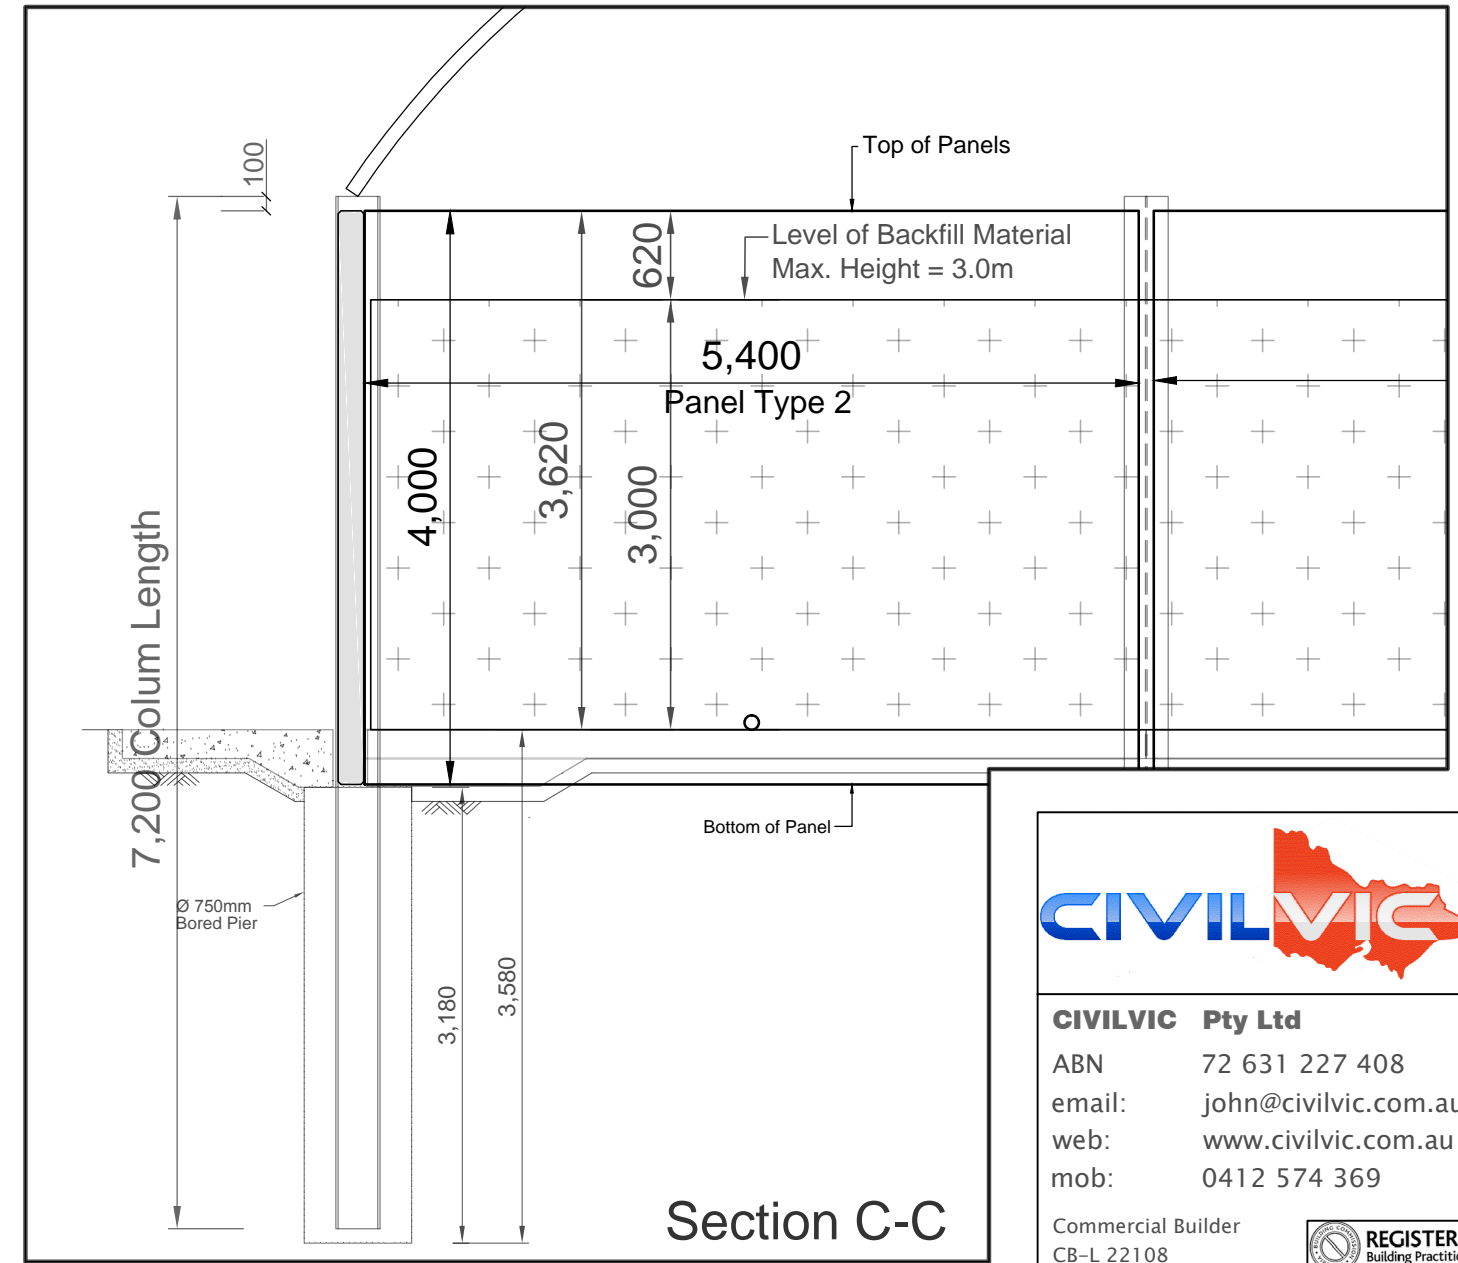 100
Top of Panels
620
Level of Backfill Material
Max. Height = 3.0m
5,400
Panel Type 2
4,000
3,620
3,000
7,200 Colum Length
Bottom of Panel
Ø 750mm
Bored Pier
3,180
3,580
Section C-C
CIVILVIC
CIVILVIC Pty Ltd
ABN 72 631 227 408
email: john@civilvic.com.au
web: www.civilvic.com.au
mob: 0412 574 369
Commercial Builder
CB-L 22108
BUILDING COMMISSION
REGISTER
Building Practitio